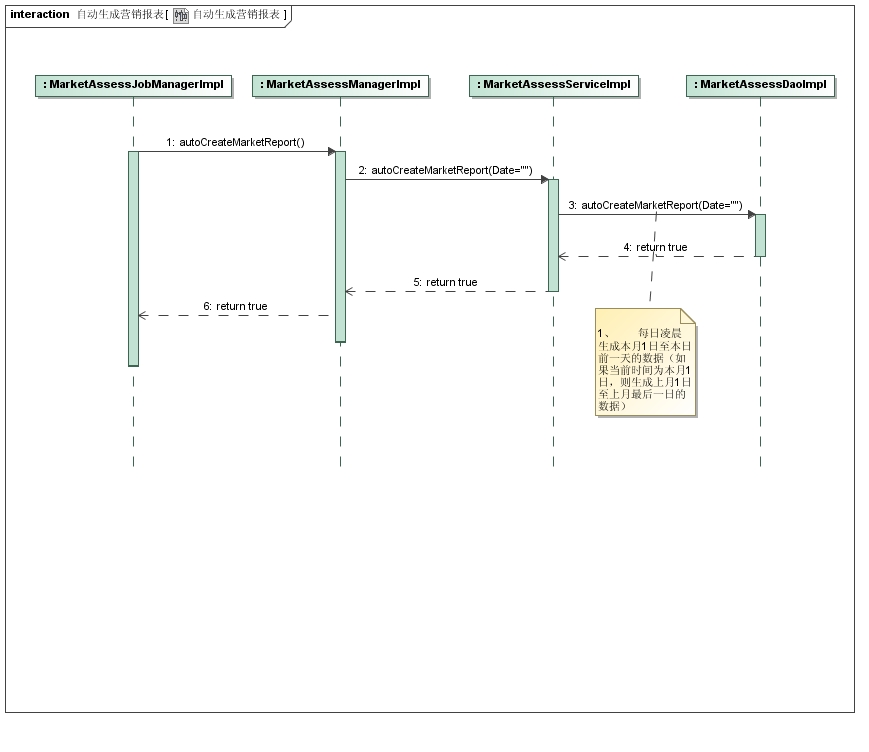 interaction 自动生成营销报表[ 自动生成营销报表 ]
: MarketAssessJobManagerImpl
: MarketAssessManagerImpl
: MarketAssessServiceImpl
: MarketAssessDaoImpl
1: autoCreateMarketReport()
2: autoCreateMarketReport(Date="")
3: autoCreateMarketReport(Date="")
4: return true
5: return true
6: return true
1、 每日凌晨
生成本月1日至本日
前一天的数据（如
果当前时间为本月1
日，则生成上月1日
至上月最后一日的
数据）